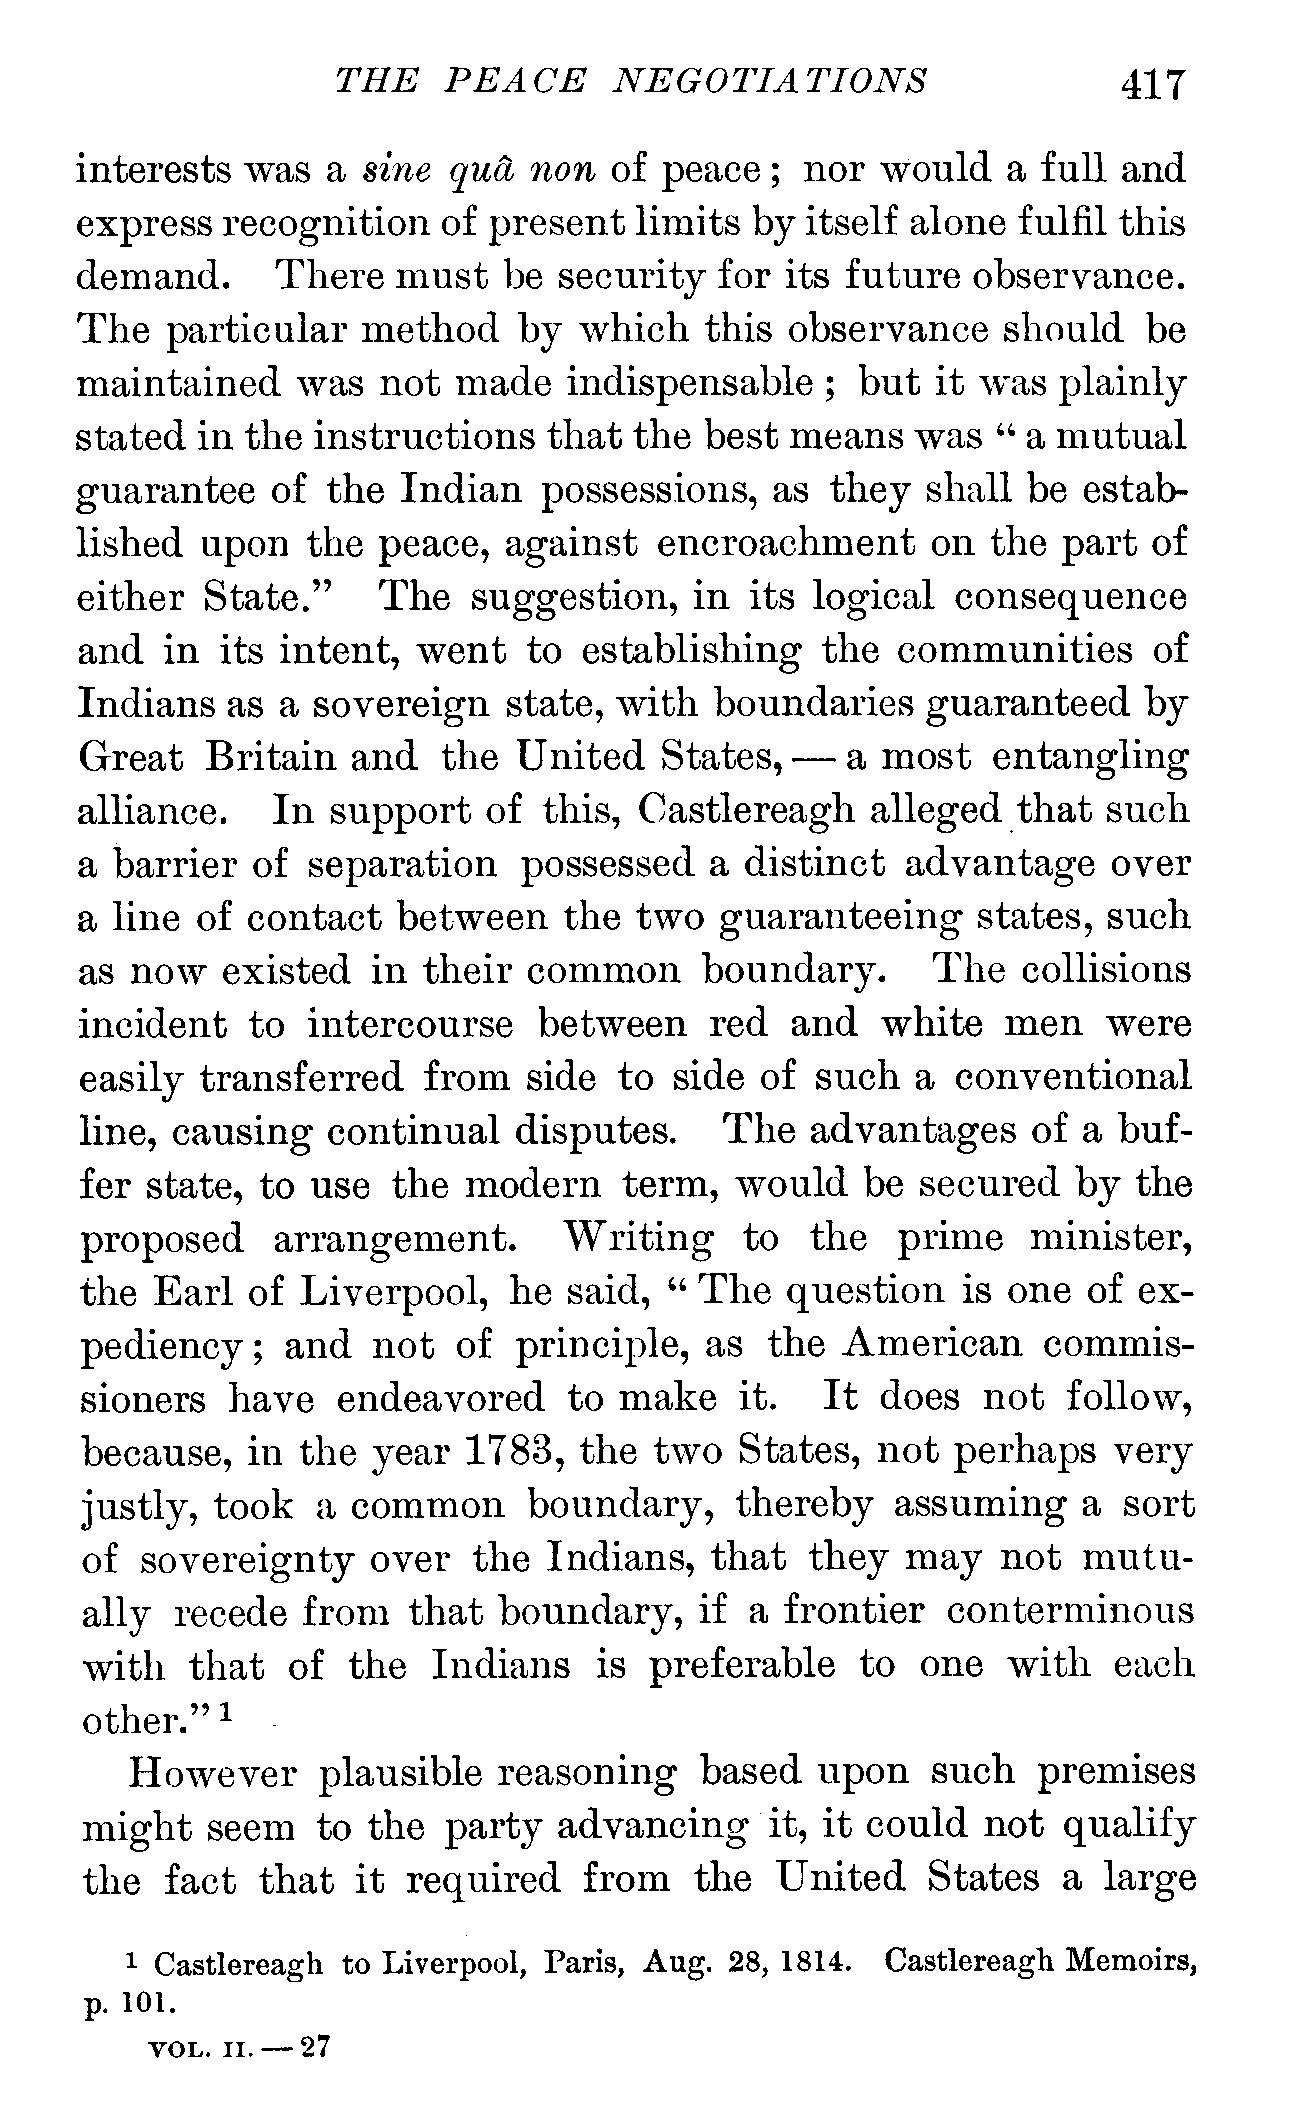 THE PEACE NEGOTIATIONS 417
interests was a sine quâ non of peace; nor would a full and
express recognition of present limits by itself alone fulfil this
demand. There must be security for its future observance.
The particular method by which this observance should be
maintained was not made indispensable; but it was plainly
stated in the instructions that the best means was “a mutual
guarantee of the Indian possessions, as they shall be estab-
lished upon the peace, against encroachment on the part of
either State.” The suggestion, in its logical consequence
and in its intent, went to establishing the communities of
Indians as a sovereign state, with boundaries guaranteed by
Great Britain and the United States, — a most entangling
alliance. In support of this, Castlereagh alleged that such
a barrier of separation possessed a distinct advantage over
a line of contact between the two guaranteeing states, such
as now existed in their common boundary. The collisions
incident to intercourse between red and white men were
easily transferred from side to side of such a conventional
line, causing continual disputes. The advantages of a buf-
fer state, to use the modern term, would be secured by the
proposed arrangement. Writing to the prime minister,
the Earl of Liverpool, he said, “The question is one of ex-
pediency; and not of principle, as the American commis-
sioners have endeavored to make it. It does not follow,
because, in the year 1783, the two States, not perhaps very
justly, took a common boundary, thereby assuming a sort
of sovereignty over the Indians, that they may not mutu-
ally recede from that boundary, if a frontier conterminous
with that of the Indians is preferable to one with each
other.” 1
However plausible reasoning based upon such premises
might seem to the party advancing it, it could not qualify
the fact that it required from the United States a large
1 Castlereagh to Liverpool, Paris, Aug. 28, 1814. Castlereagh Memoirs,
p. 101.
VOL. II. — 27